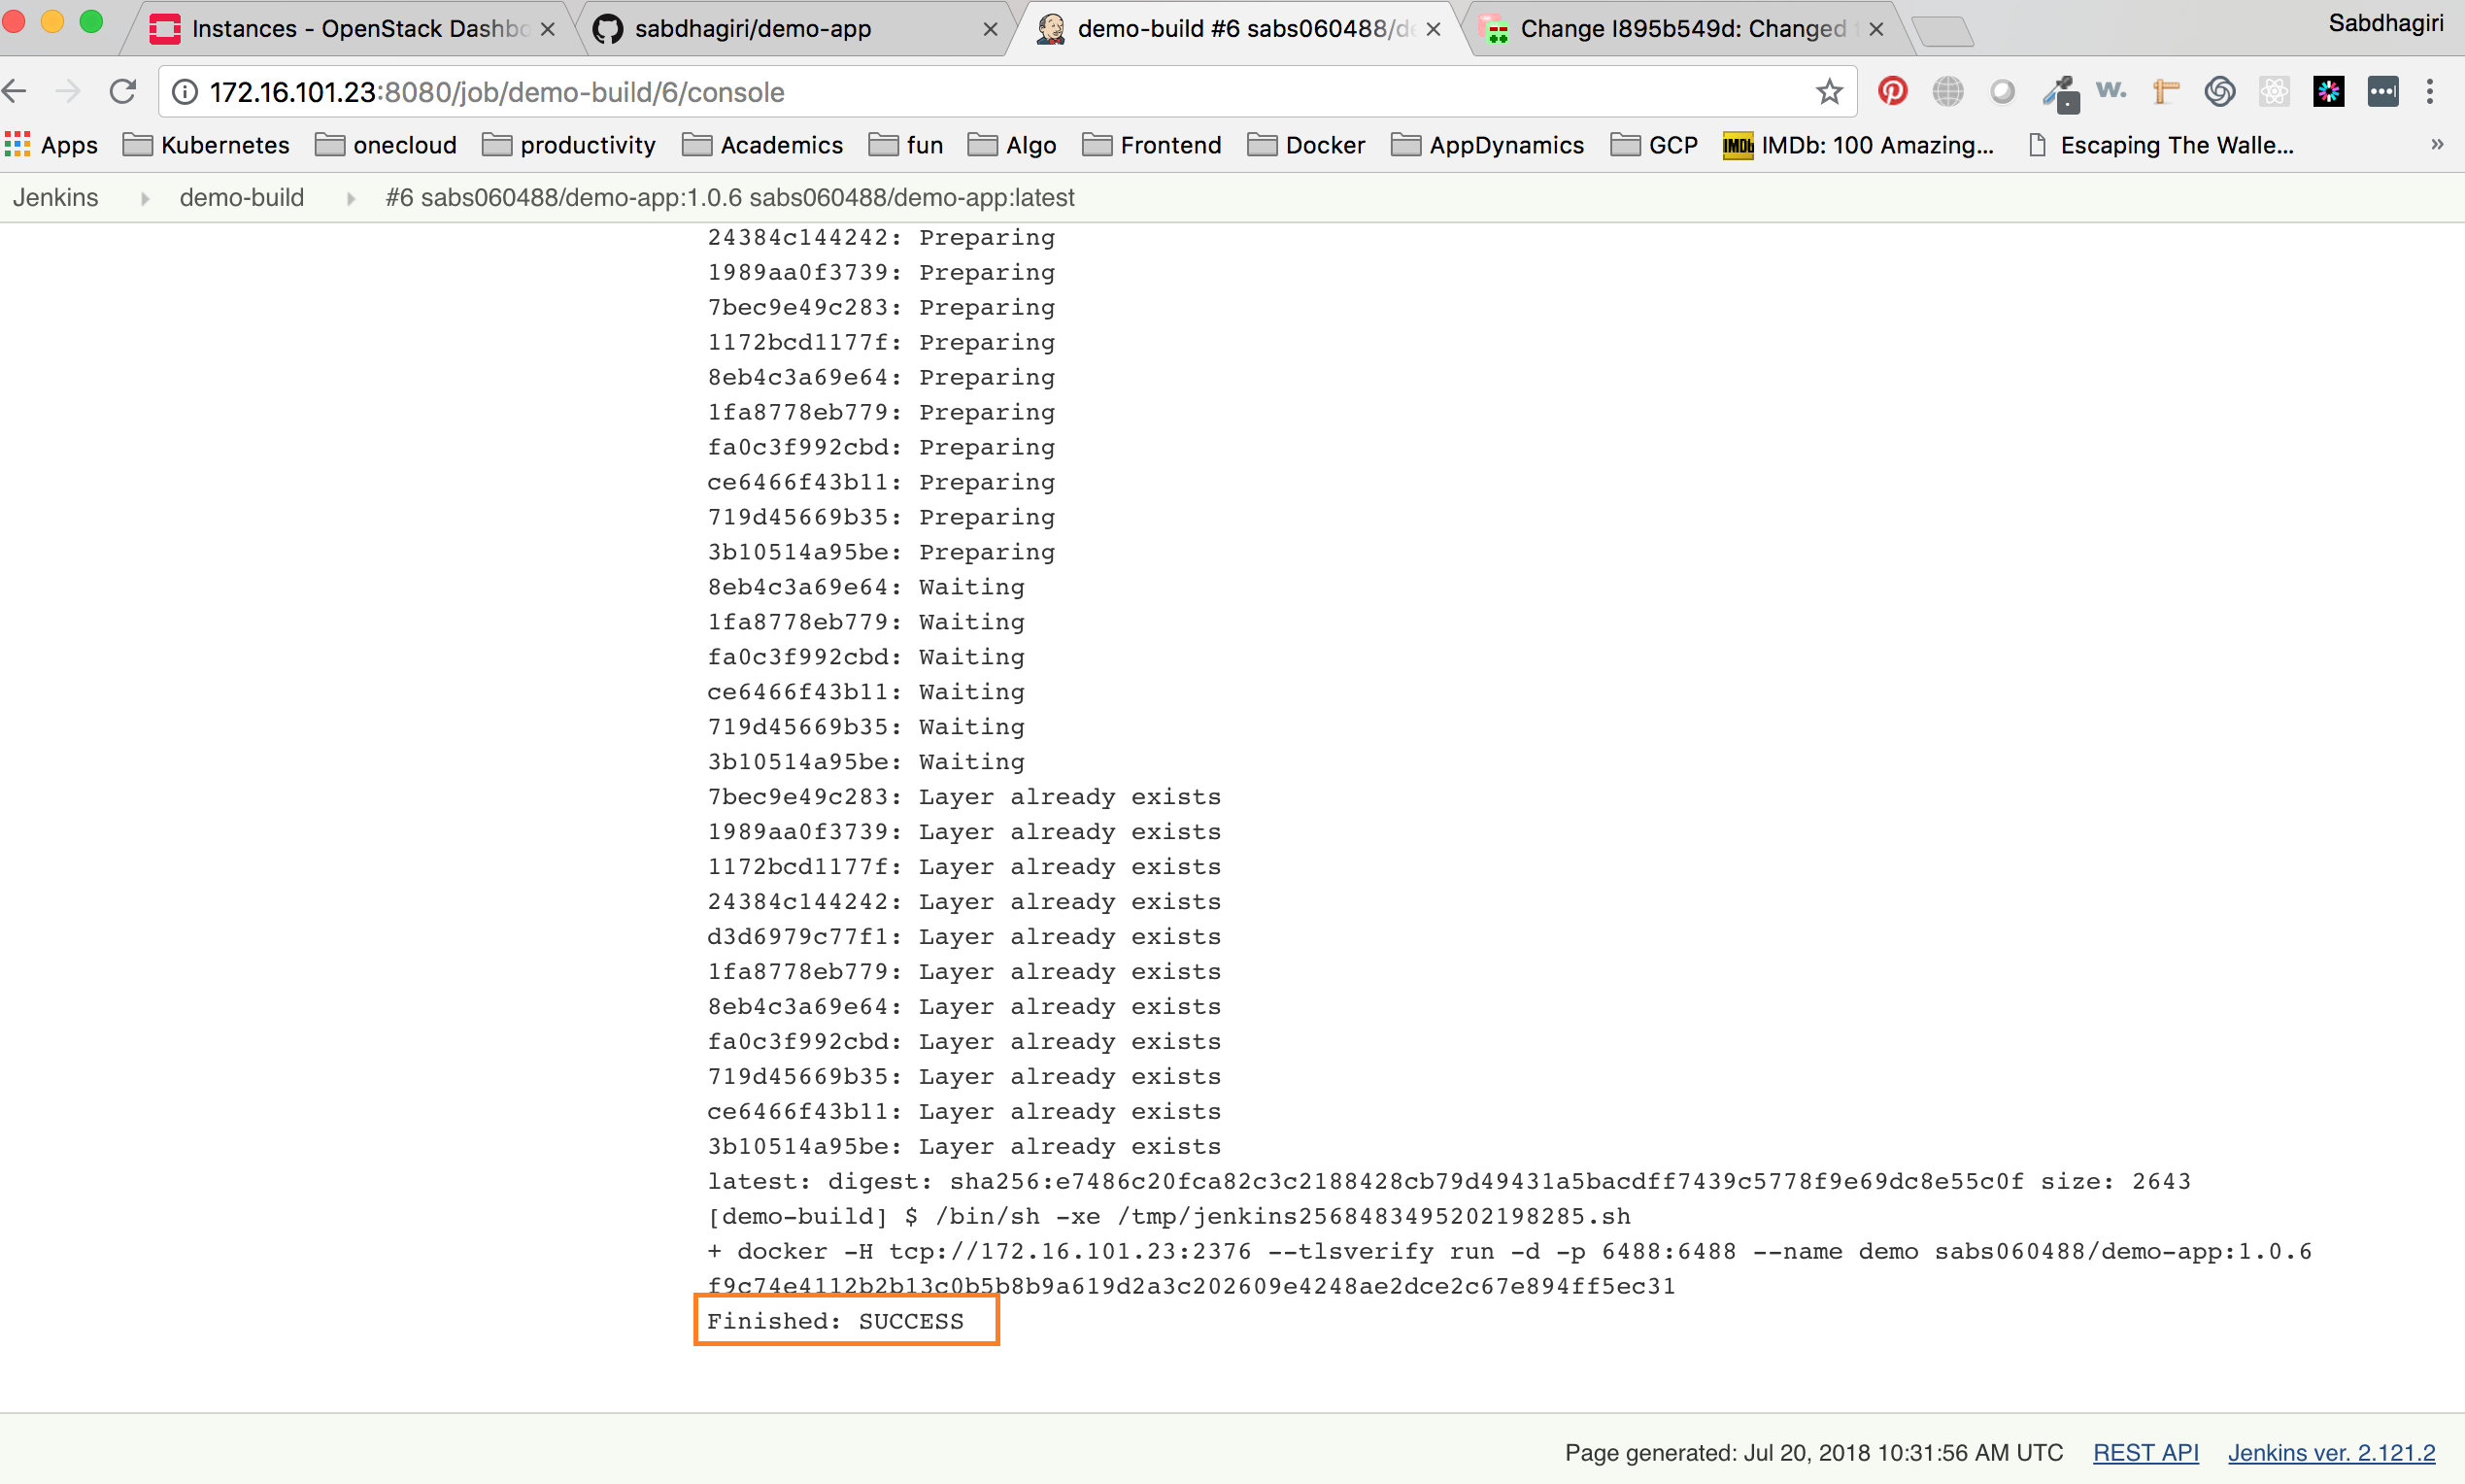 Instances - OpenStack Dashbo
sabdhagiri/demo-app
demo-build #6 sabs060488/de
Change I895b549d: Changed
Sabdhagiri
172.16.101.23:8080/job/demo-build/6/console
Apps Kubernetes onecloud productivity Academics fun Algo Frontend Docker AppDynamics GCP IMDb: 100 Amazing... Escaping The Walle... »
Jenkins demo-build #6 sabs060488/demo-app:1.0.6 sabs060488/demo-app:latest
24384c144242: Preparing
1989aa0f3739: Preparing
7bec9e49c283: Preparing
1172bcd1177f: Preparing
8eb4c3a69e64: Preparing
1fa8778eb779: Preparing
fa0c3f992cbd: Preparing
ce6466f43b11: Preparing
719d45669b35: Preparing
3b10514a95be: Preparing
8eb4c3a69e64: Waiting
1fa8778eb779: Waiting
fa0c3f992cbd: Waiting
ce6466f43b11: Waiting
719d45669b35: Waiting
3b10514a95be: Waiting
7bec9e49c283: Layer already exists
1989aa0f3739: Layer already exists
1172bcd1177f: Layer already exists
24384c144242: Layer already exists
d3d6979c77f1: Layer already exists
1fa8778eb779: Layer already exists
8eb4c3a69e64: Layer already exists
fa0c3f992cbd: Layer already exists
719d45669b35: Layer already exists
ce6466f43b11: Layer already exists
3b10514a95be: Layer already exists
latest: digest: sha256:e7486c20fca82c3c2188428cb79d49431a5bacdff7439c5778f9e69dc8e55c0f size: 2643
[demo-build] $ /bin/sh -xe /tmp/jenkins2568483495202198285.sh
+ docker -H tcp://172.16.101.23:2376 --tlsverify run -d -p 6488:6488 --name demo sabs060488/demo-app:1.0.6
f9c74e4112b2b13c0b5b8b9a619d2a3c202609e4248ae2dce2c67e894ff5ec31
Finished: SUCCESS
Page generated: Jul 20, 2018 10:31:56 AM UTC REST API Jenkins ver. 2.121.2